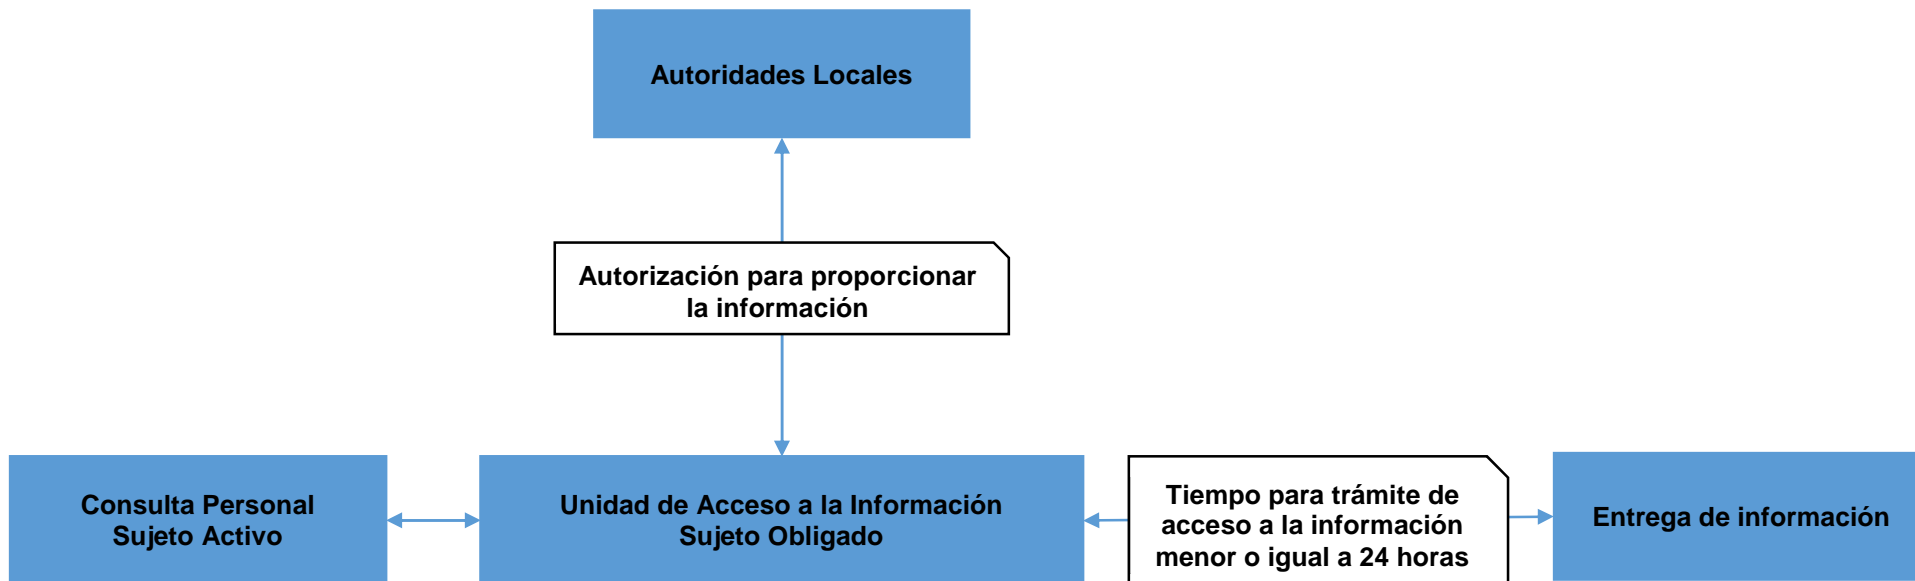 Autoridades Locales
Autorización para proporcionar
la información
Consulta Personal
Sujeto Activo
Unidad de Acceso a la Información
Sujeto Obligado
Tiempo para trámite de
acceso a la información
menor o igual a 24 horas
Entrega de información